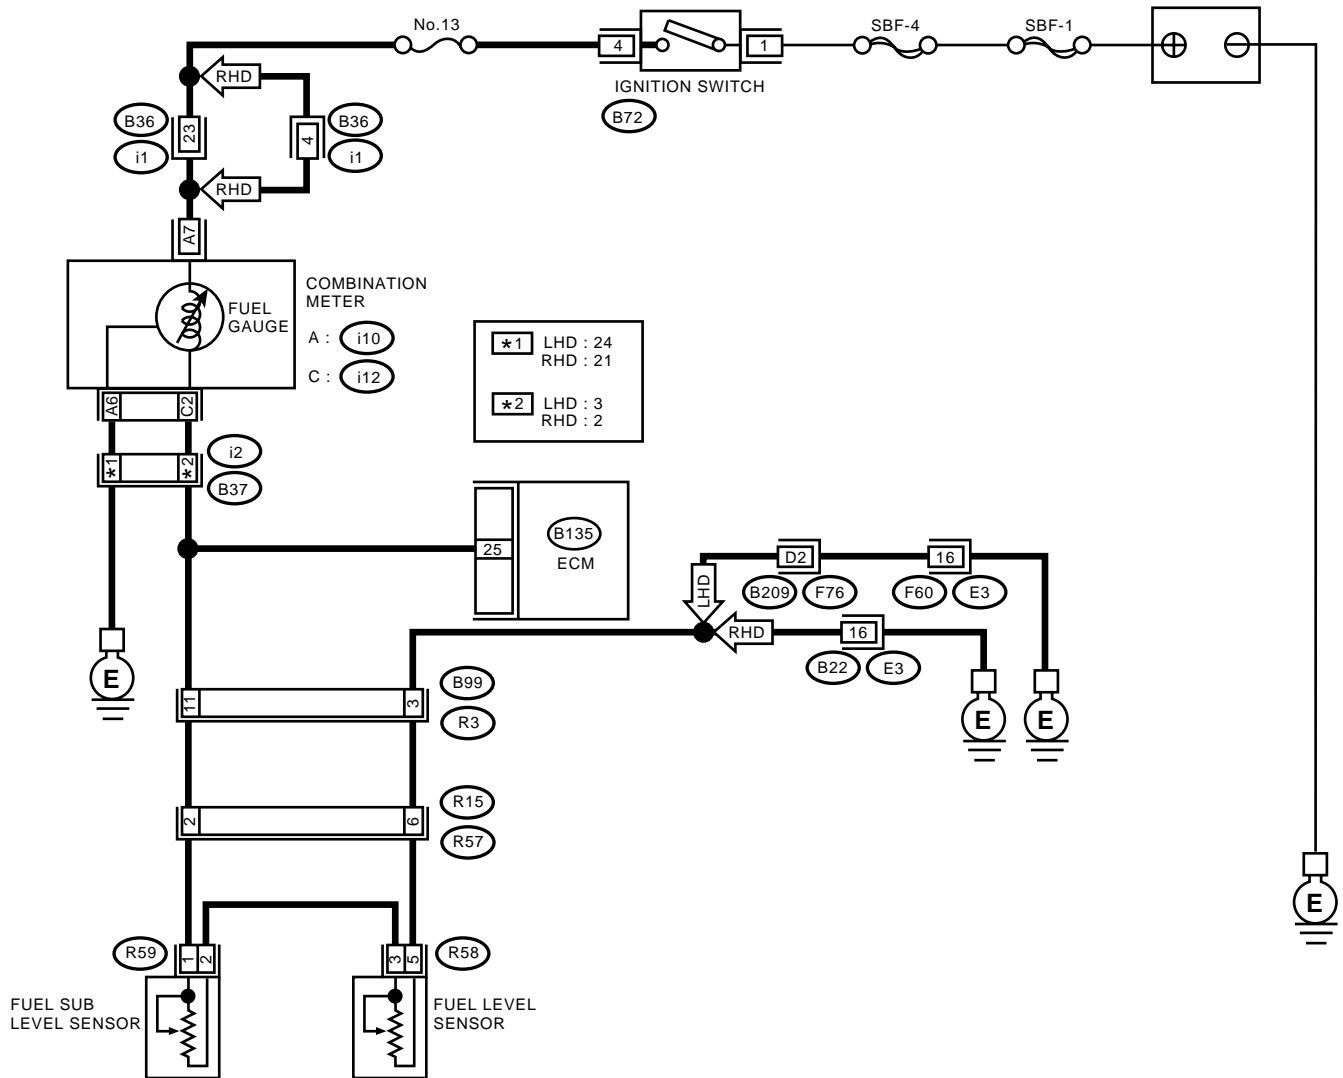 No.13
4
1
SBF-4
SBF-1
IGNITION SWITCH
B72
RHD
B36
i1
23
4
B36
i1
RHD
A7
COMBINATION
METER
FUEL
GAUGE
A : i10
C : i12
*1 LHD : 24
RHD : 21
*2 LHD : 3
RHD : 2
A6
C2
*1
*2
i2
B37
25
B135
ECM
LHD
D2
16
B209
F76
F60
E3
RHD
16
B22
E3
E
E
E
11
3
B99
R3
2
6
R15
R57
E
R59
1
2
3
5
R58
FUEL SUB
LEVEL SENSOR
FUEL LEVEL
SENSOR